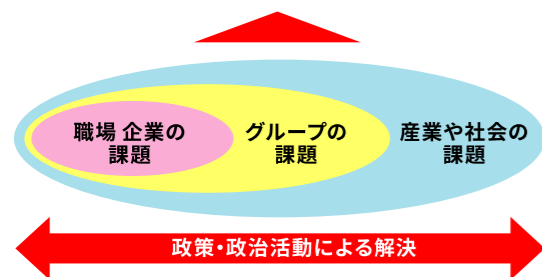 職場 企業の
課題
グループの
課題
産業や社会の
課題
政策・政治活動による解決